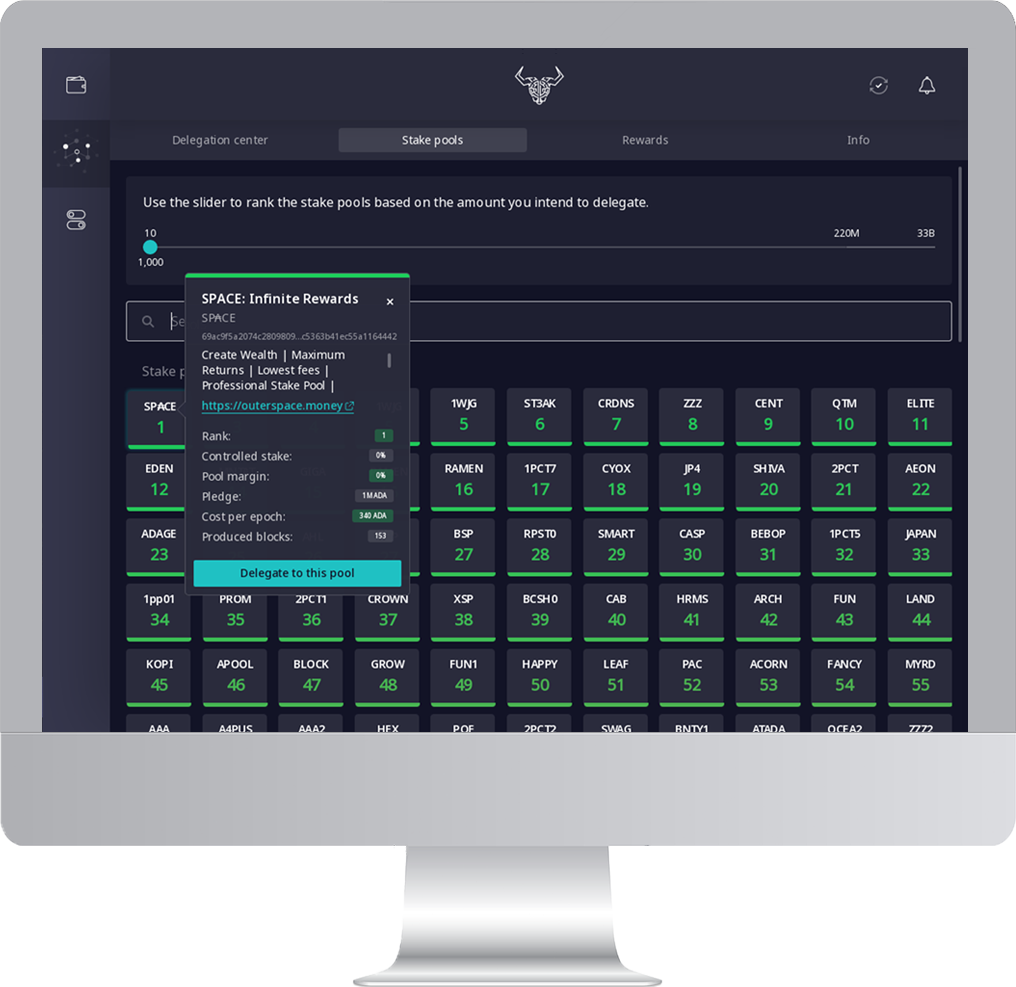 Delegation center
Stake pools
Rewards
Info
Use the slider to rank the stake pools based on the amount you intend to delegate.
10 220M 33B
1,000
SPACE: Infinite Rewards
SP₳CE
69ac9f5a2074c2809809...c5363b41ec55a1164442
Create Wealth | Maximum
Returns | Lowest fees |
Professional Stake Pool |
https://outerspace.money
Rank: 1
Controlled stake: 0%
Pool margin: 0%
Pledge: 1M ADA
Cost per epoch: 340 ADA
Produced blocks: 153
Delegate to this pool
Stake
SP₳CE 1WJG ST3AK CRDNS ZZZ CENT QTM ELITE
1 5 6 7 8 9 10 11
EDEN RAMEN 1PCT7 CYOX JP4 SHIVA 2PCT AEON
12 16 17 18 19 20 21 22
ADAGE BSP RPST0 SMART CASP BEBOP 1PCT5 JAPAN
23 27 28 29 30 31 32 33
1pp01 PROM 2PCT1 CROWN XSP BCSH0 CAB HRMS ARCH FUN LAND
34 35 36 37 38 39 40 41 42 43 44
KOPI APOOL BLOCK GROW FUN1 HAPPY LEAF PAC ACORN FANCY MYRD
45 46 47 48 49 50 51 52 53 54 55
AAA A4PUS AAA2 HEX POE 2PCT2 SWAG BNTY1 ATADA OCEA2 ZZZ2